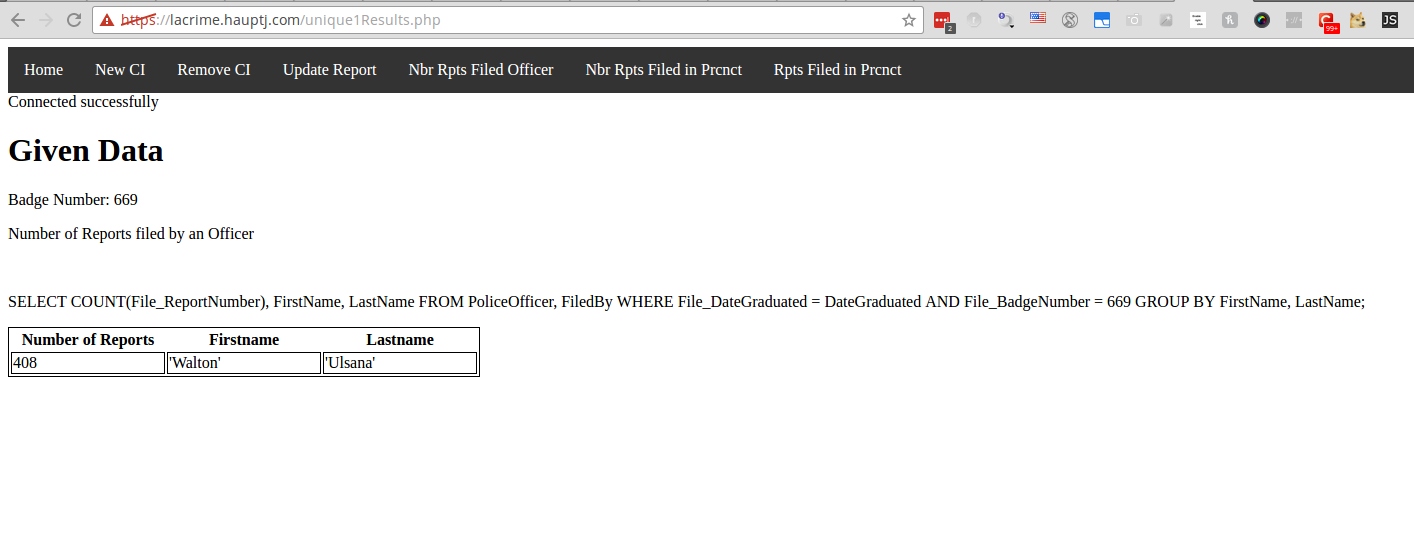 https://lacrime.hauptj.com/unique1Results.php
2
99+
JS
Home New CI Remove CI Update Report Nbr Rpts Filed Officer Nbr Rpts Filed in Prcnct Rpts Filed in Prcnct
Connected successfully
Given Data
Badge Number: 669
Number of Reports filed by an Officer
SELECT COUNT(File_ReportNumber), FirstName, LastName FROM PoliceOfficer, FiledBy WHERE File_DateGraduated = DateGraduated AND File_BadgeNumber = 669 GROUP BY FirstName, LastName;
Number of Reports Firstname Lastname
408 'Walton' 'Ulsana'